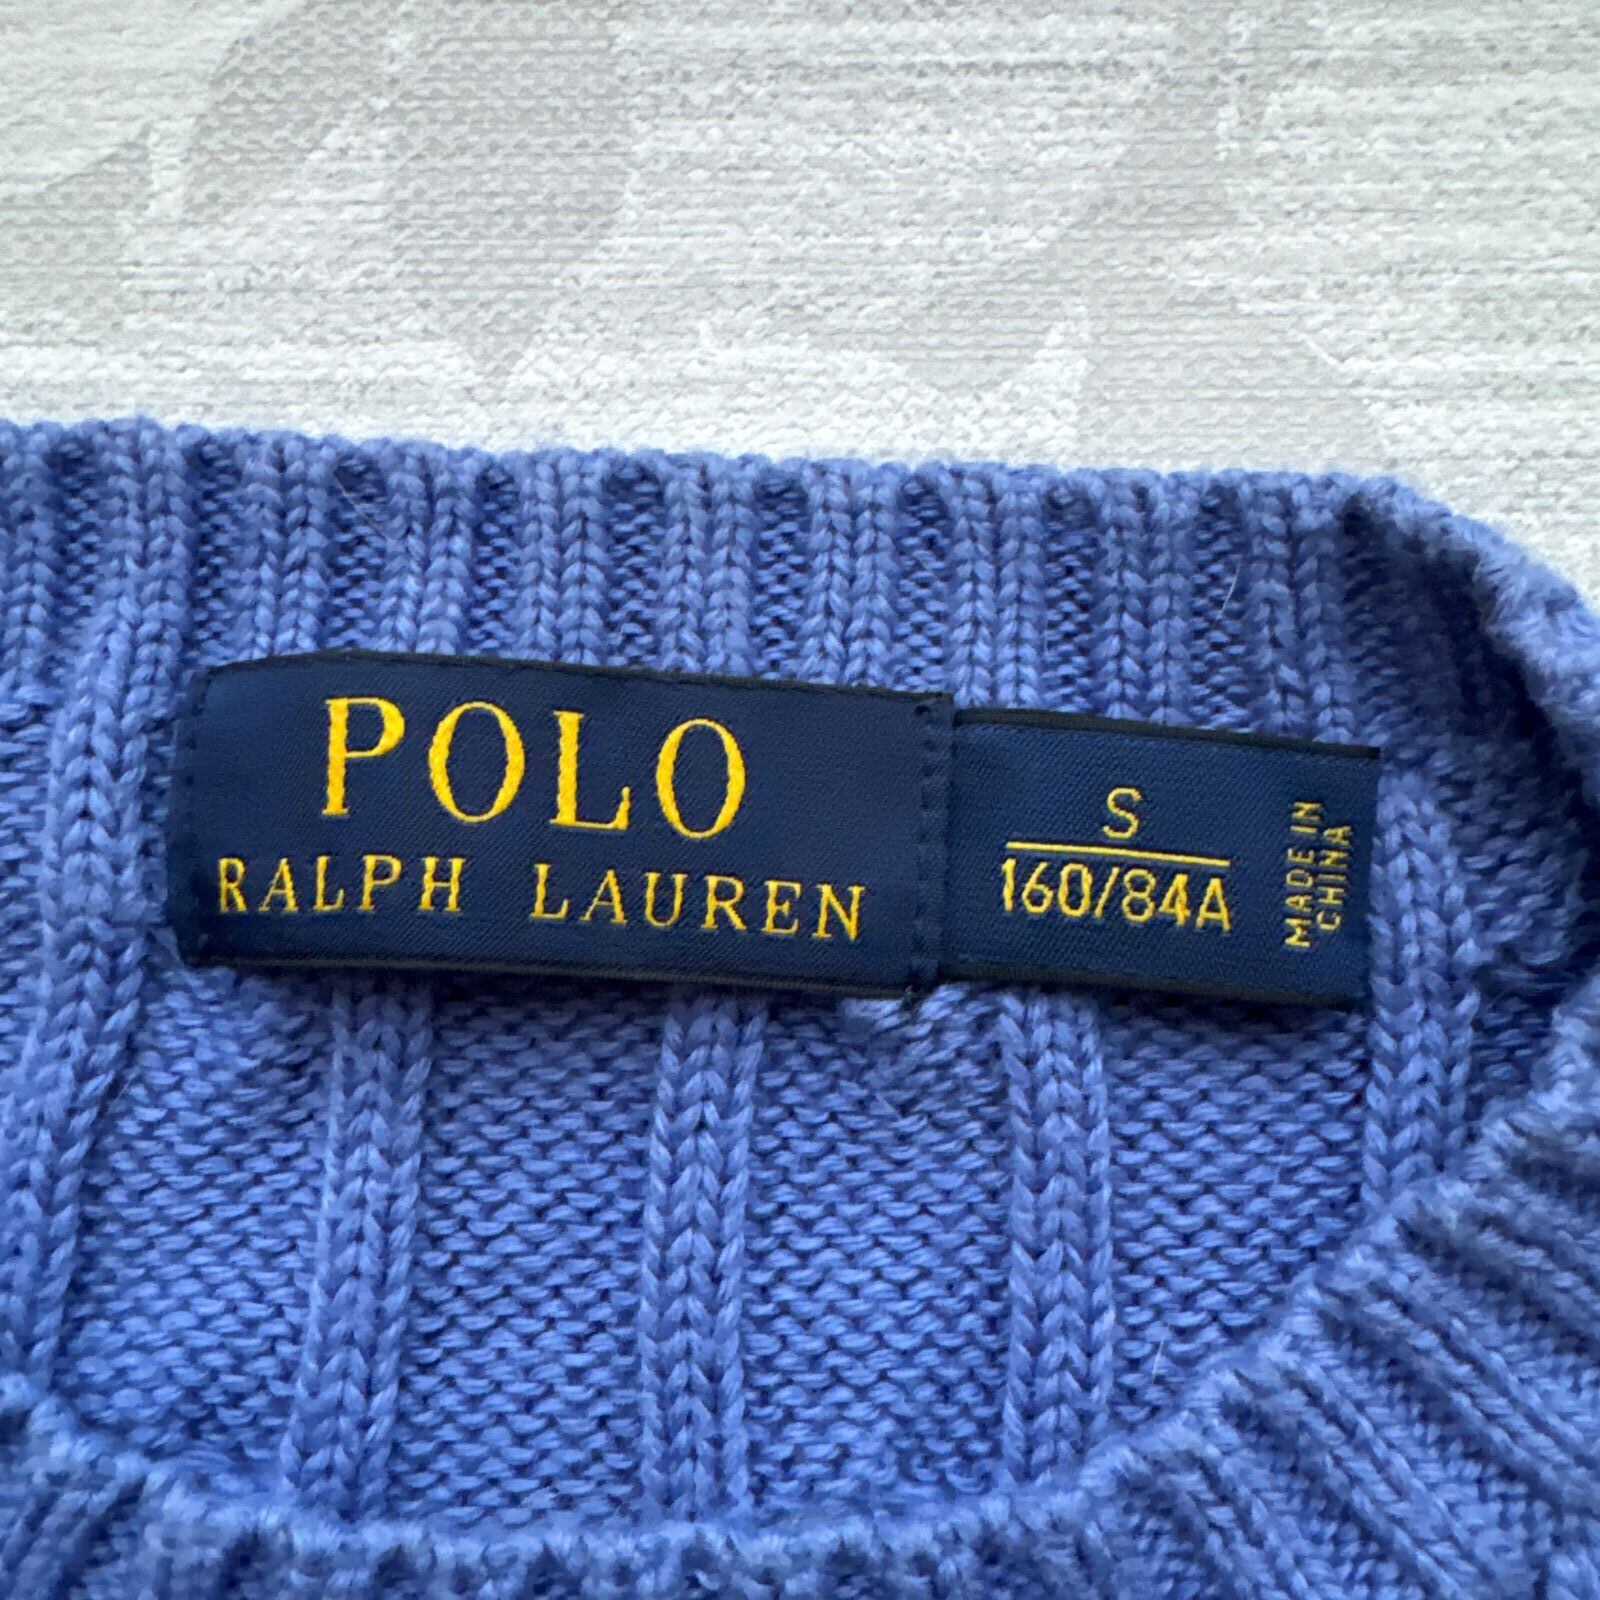 POLO
RALPH LAUREN
S
160/84A
MADE IN
CHINA